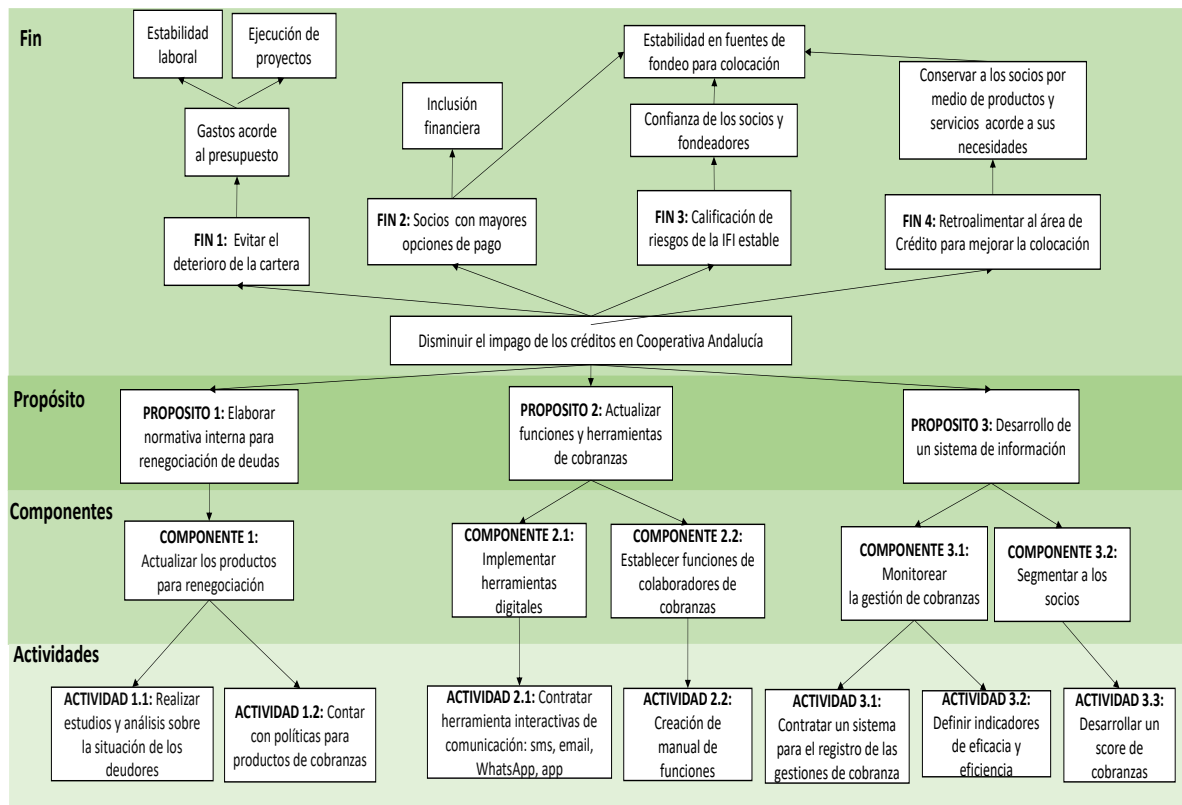 Fin
Estabilidad
laboral
Ejecución de
proyectos
Estabilidad en fuentes de
fondeo para colocación
Inclusión
financiera
Conservar a los socios por
medio de productos y
servicios acorde a sus
necesidades
Gastos acorde
al presupuesto
Confianza de los socios y
fondeadores
FIN 1: Evitar el
deterioro de la cartera
FIN 2: Socios con mayores
opciones de pago
FIN 3: Calificación de
riesgos de la IFI estable
FIN 4: Retroalimentar al área de
Crédito para mejorar la colocación
Disminuir el impago de los créditos en Cooperativa Andalucía
Propósito
PROPOSITO 1: Elaborar
normativa interna para
renegociación de deudas
PROPOSITO 2: Actualizar
funciones y herramientas
de cobranzas
PROPOSITO 3: Desarrollo de
un sistema de información
Componentes
COMPONENTE 1:
Actualizar los productos
para renegociación
COMPONENTE 2.1:
Implementar
herramientas
digitales
COMPONENTE 2.2:
Establecer funciones de
colaboradores de
cobranzas
COMPONENTE 3.1:
Monitorear
la gestión de cobranzas
COMPONENTE 3.2:
Segmentar a los
socios
Actividades
ACTIVIDAD 1.1: Realizar
estudios y análisis sobre
la situación de los
deudores
ACTIVIDAD 1.2: Contar
con políticas para
productos de cobranzas
ACTIVIDAD 2.1: Contratar
herramienta interactivas de
comunicación: sms, email,
WhatsApp, app
ACTIVIDAD 2.2:
Creación de
manual de
funciones
ACTIVIDAD 3.1:
Contratar un sistema
para el registro de las
gestiones de cobranza
ACTIVIDAD 3.2:
Definir indicadores
de eficacia y
eficiencia
ACTIVIDAD 3.3:
Desarrollar un
score de
cobranzas